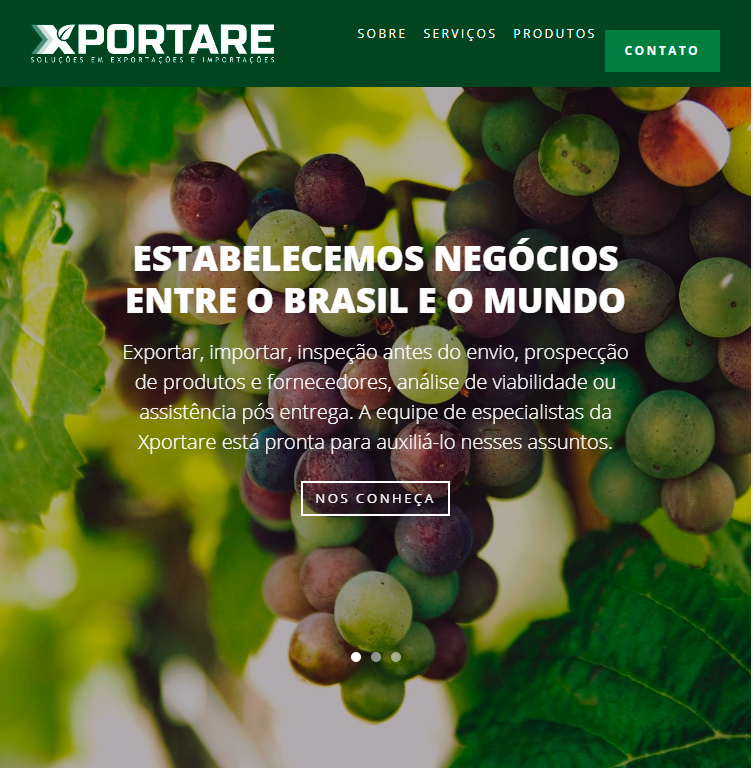 XPORTARE
SOLUÇÕES EM EXPORTAÇÕES E IMPORTAÇÕES
SOBRE SERVIÇOS PRODUTOS
CONTATO
ESTABELECEMOS NEGÓCIOS
ENTRE O BRASIL E O MUNDO
Exportar, importar, inspeção antes do envio, prospecção
de produtos e fornecedores, análise de viabilidade ou
assistência pós entrega. A equipe de especialistas da
Xportare está pronta para auxiliá-lo nesses assuntos.
NOS CONHEÇA